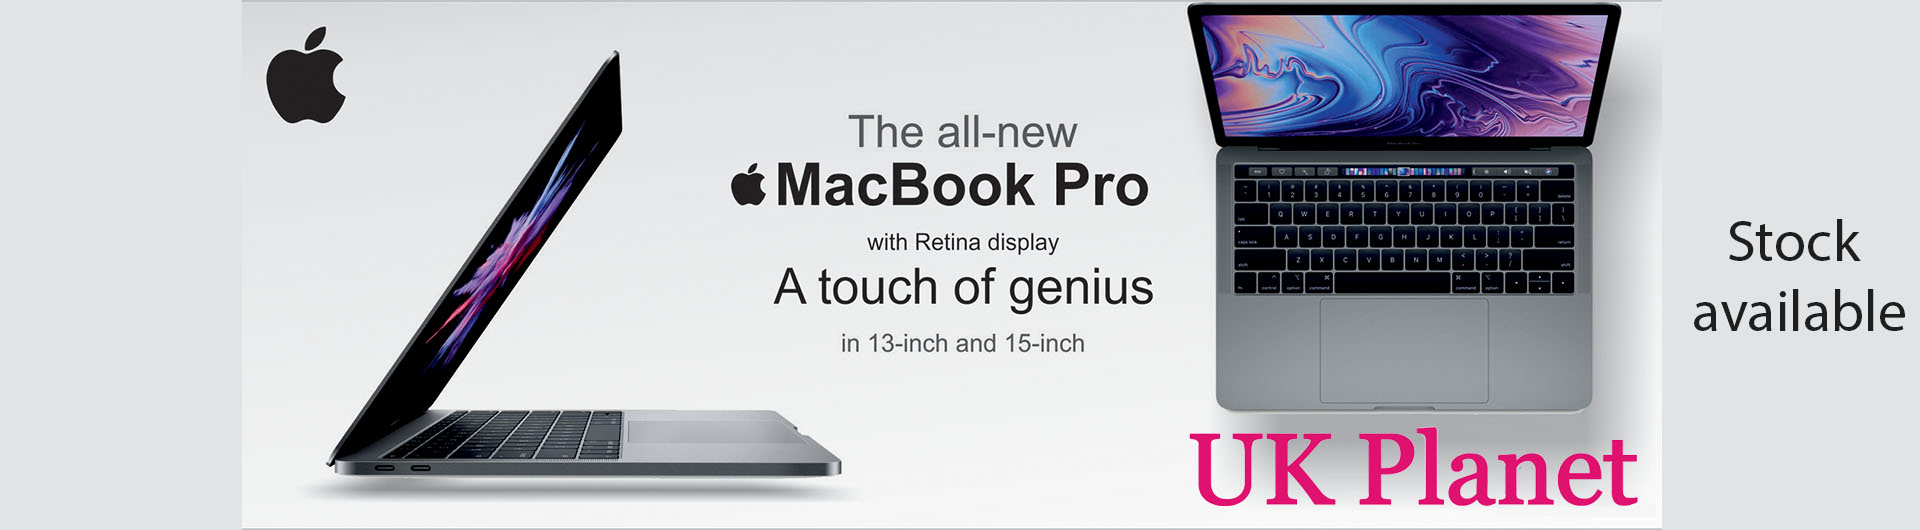 The all-new
MacBook Pro
with Retina display
A touch of genius
in 13-inch and 15-inch
UK Planet
Stock
available